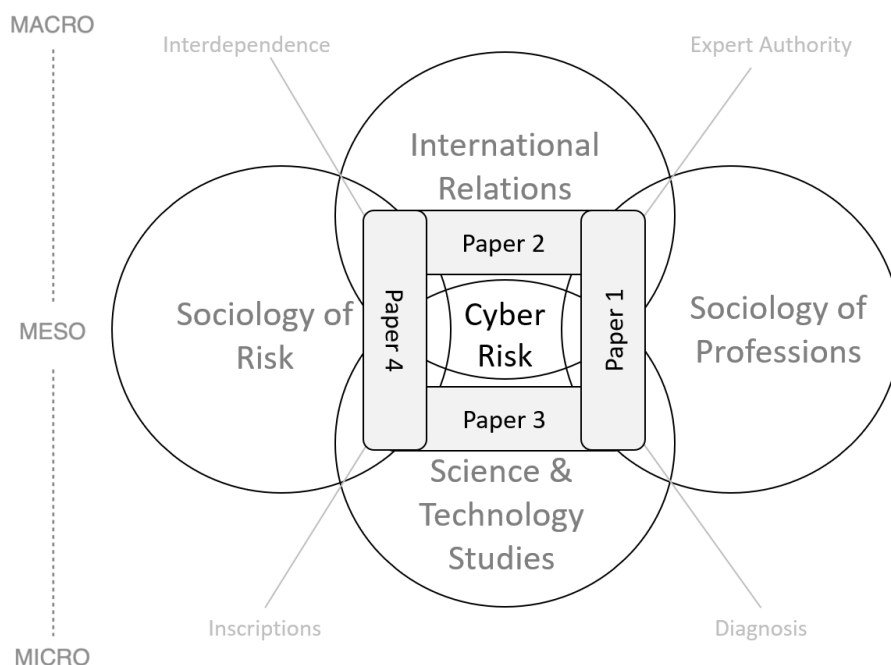 MACRO
Interdependence
Expert Authority
International
Relations
Paper 2
Sociology of
Risk
MESO
Paper 4
Cyber
Risk
Paper 1
Sociology of
Professions
Paper 3
Science &
Technology
Studies
Inscriptions
Diagnosis
MICRO